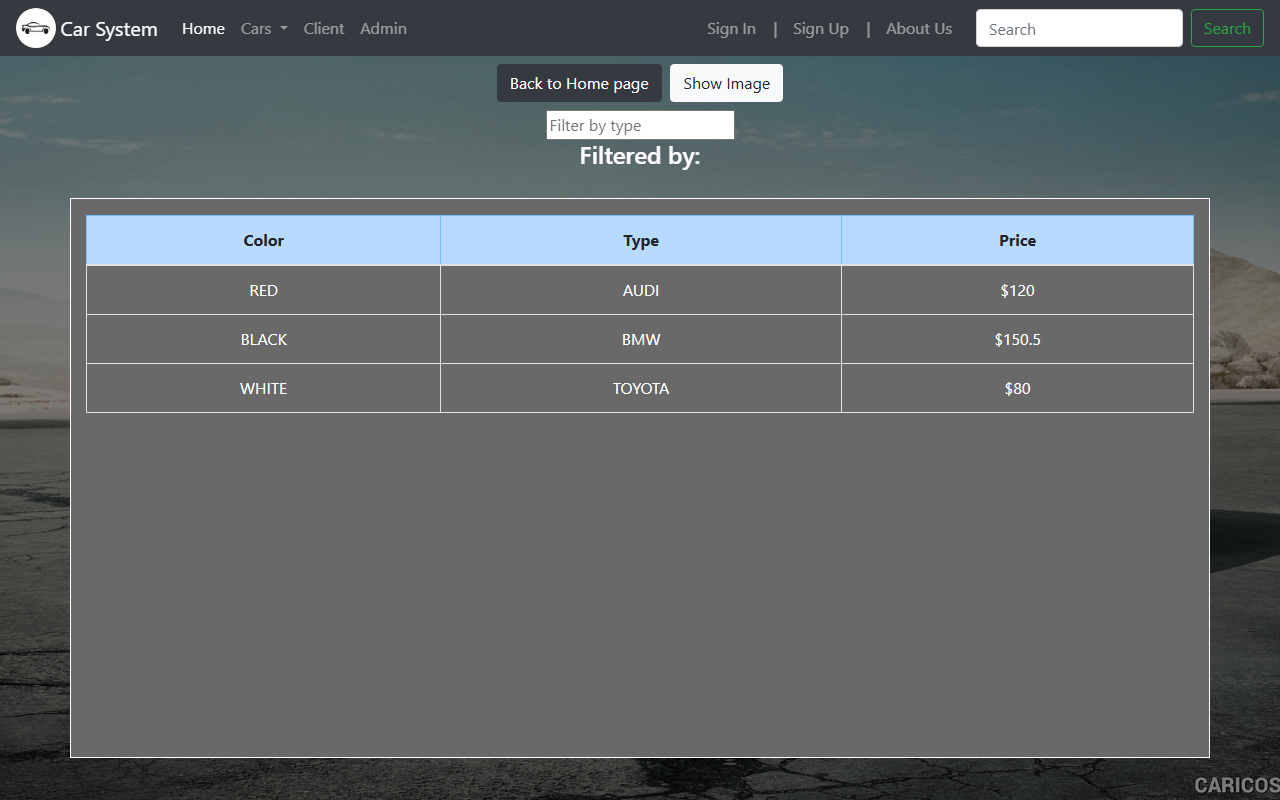 Car System Home Cars Client Admin Sign In | Sign Up | About Us Search Search
Back to Home page Show Image
Filter by type
Filtered by:
Color Type Price
RED AUDI $120
BLACK BMW $150.5
WHITE TOYOTA $80
CARICOS